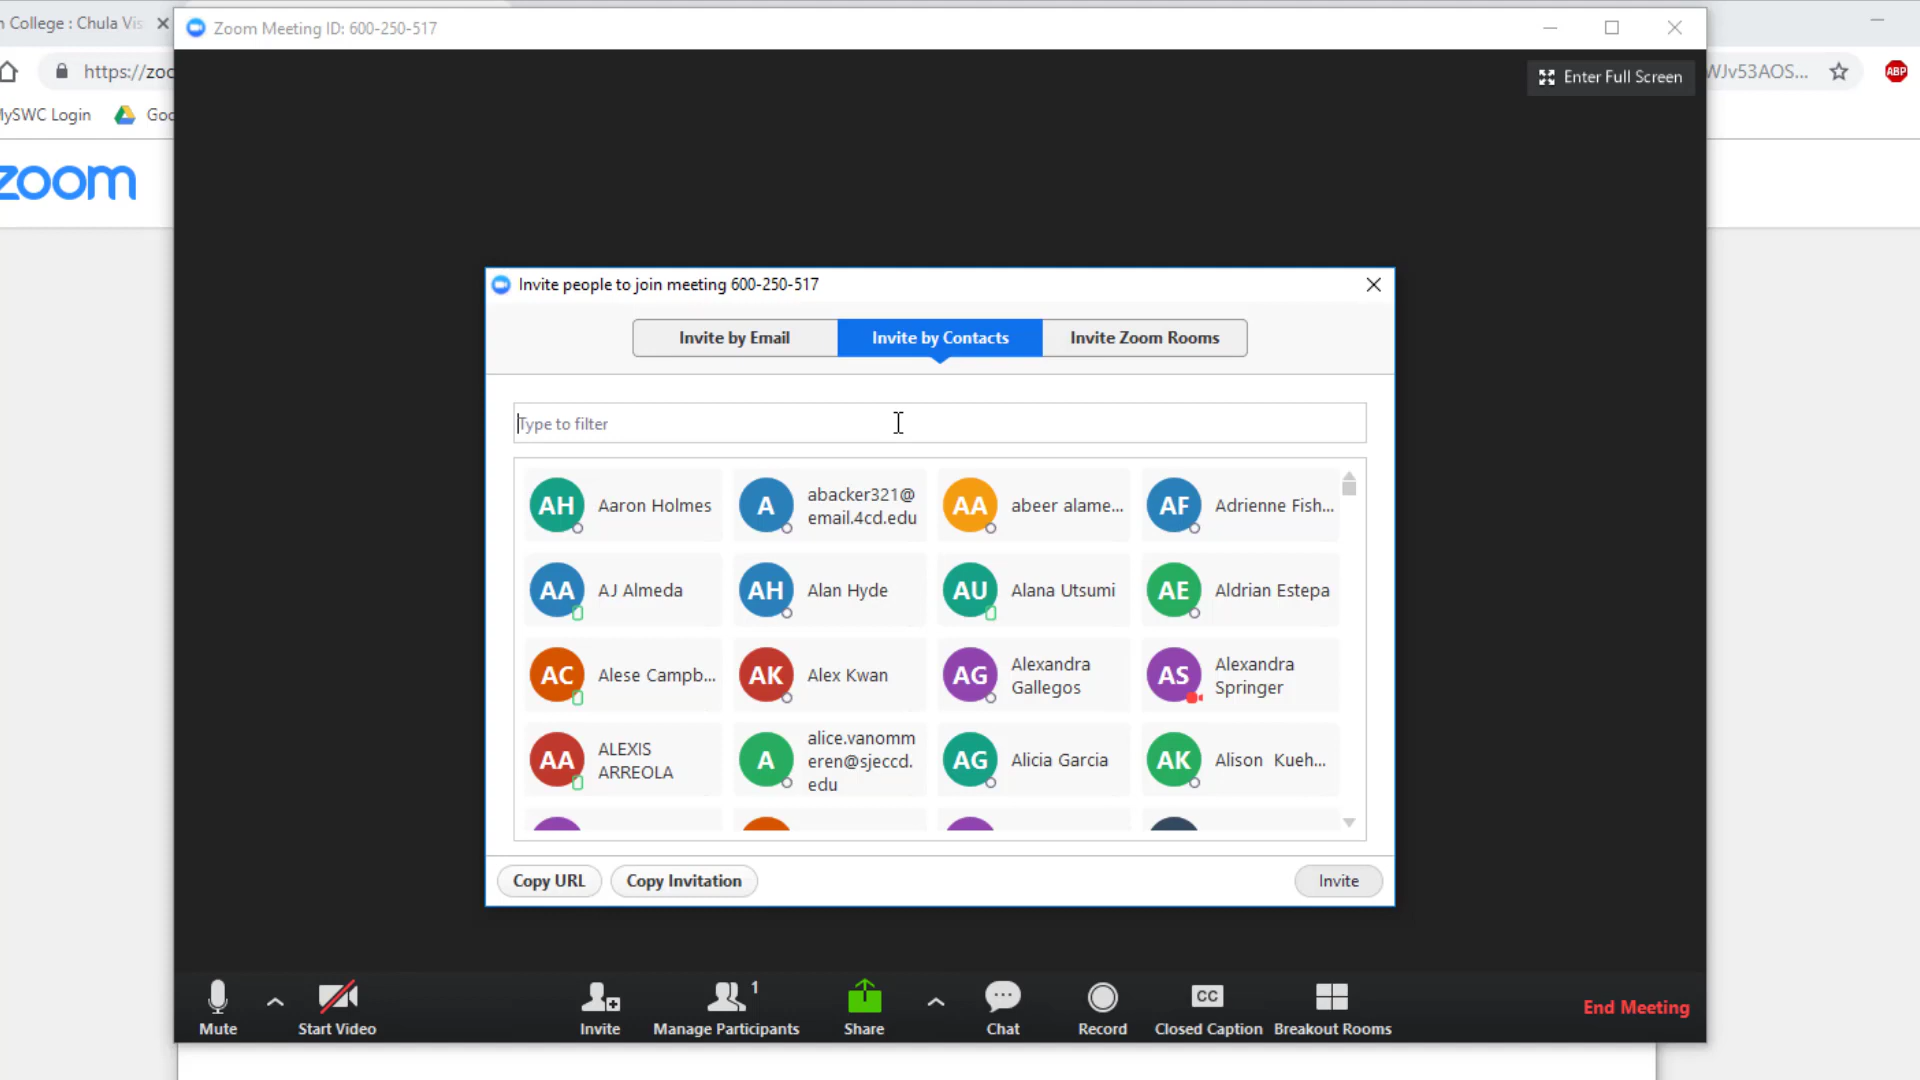 n College : Chula Vis
Zoom Meeting ID: 600-250-517
https://zoo
WJv53AOS...
ABP
MySWC Login
Goo
Enter Full Screen
zoom
Invite people to join meeting 600-250-517
Invite by Email
Invite by Contacts
Invite Zoom Rooms
Type to filter
AH
Aaron Holmes
A
abacker321@
email.4cd.edu
AA
abeer alame...
AF
Adrienne Fish...
AA
AJ Almeda
AH
Alan Hyde
AU
Alana Utsumi
AE
Aldrian Estepa
AC
Alese Campb...
AK
Alex Kwan
AG
Alexandra
Gallegos
AS
Alexandra
Springer
AA
ALEXIS
ARREOLA
A
alice.vanomm
eren@sjeccd.
edu
AG
Alicia Garcia
AK
Alison  Kueh...
Copy URL
Copy Invitation
Invite
Mute
Start Video
Invite
1
Manage Participants
Share
Chat
Record
CC
Closed Caption
Breakout Rooms
End Meeting